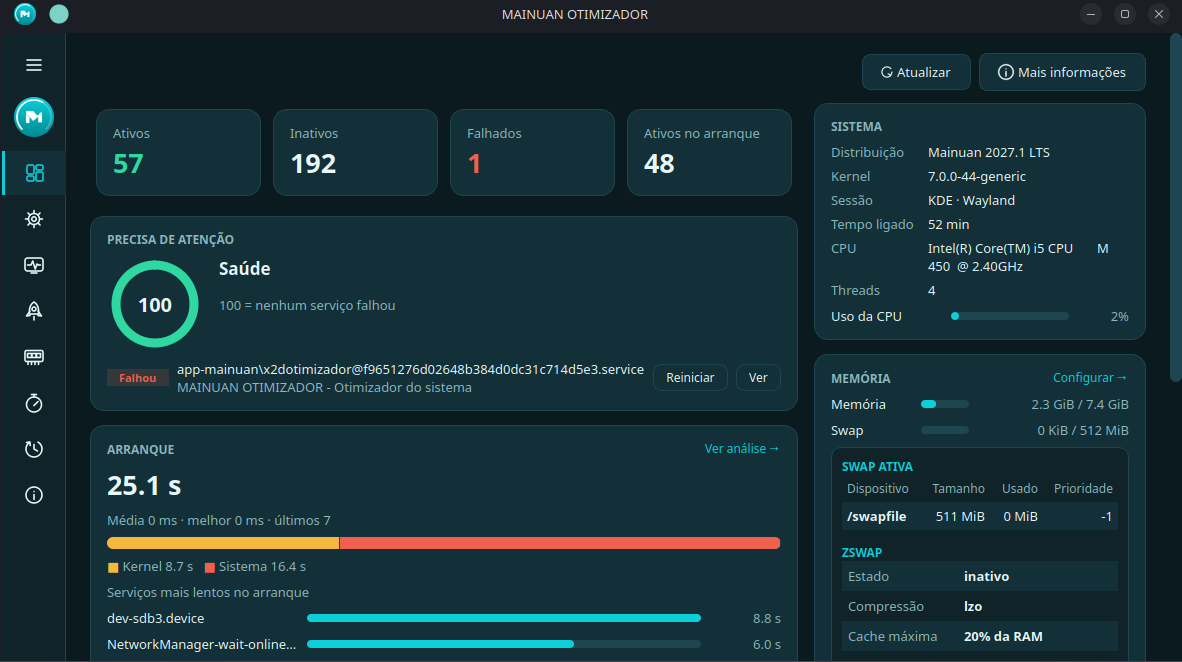 MAINUAN OTIMIZADOR
Atualizar
Mais informações
Ativos
57
Inativos
192
Falhados
1
Ativos no arranque
48
PRECISA DE ATENÇÃO
100
Saúde
100 = nenhum serviço falhou
Falhou
app-mainuan\x2dotimizador@f9651276d02648b384d0dc31c714d5e3.service
MAINUAN OTIMIZADOR - Otimizador do sistema
Reiniciar
Ver
ARRANQUE
Ver análise →
25.1 s
Média 0 ms · melhor 0 ms · últimos 7
Kernel 8.7 s Sistema 16.4 s
Serviços mais lentos no arranque
dev-sdb3.device 8.8 s
NetworkManager-wait-online... 6.0 s
SISTEMA
Distribuição Mainuan 2027.1 LTS
Kernel 7.0.0-44-generic
Sessão KDE · Wayland
Tempo ligado 52 min
CPU Intel(R) Core(TM) i5 CPU M
450 @ 2.40GHz
Threads 4
Uso da CPU 2%
MEMÓRIA Configurar →
Memória 2.3 GiB / 7.4 GiB
Swap 0 KiB / 512 MiB
SWAP ATIVA
Dispositivo Tamanho Usado Prioridade
/swapfile 511 MiB 0 MiB -1
ZSWAP
Estado inativo
Compressão lzo
Cache máxima 20% da RAM